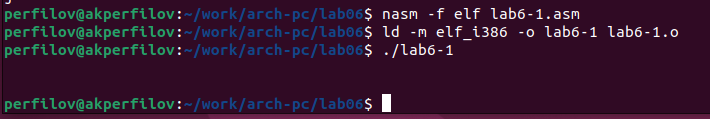 perfilov@akperfilov:~/work/arch-pc/lab06$ nasm -f elf lab6-1.asm
perfilov@akperfilov:~/work/arch-pc/lab06$ ld -m elf_i386 -o lab6-1 lab6-1.o
perfilov@akperfilov:~/work/arch-pc/lab06$ ./lab6-1
perfilov@akperfilov:~/work/arch-pc/lab06$